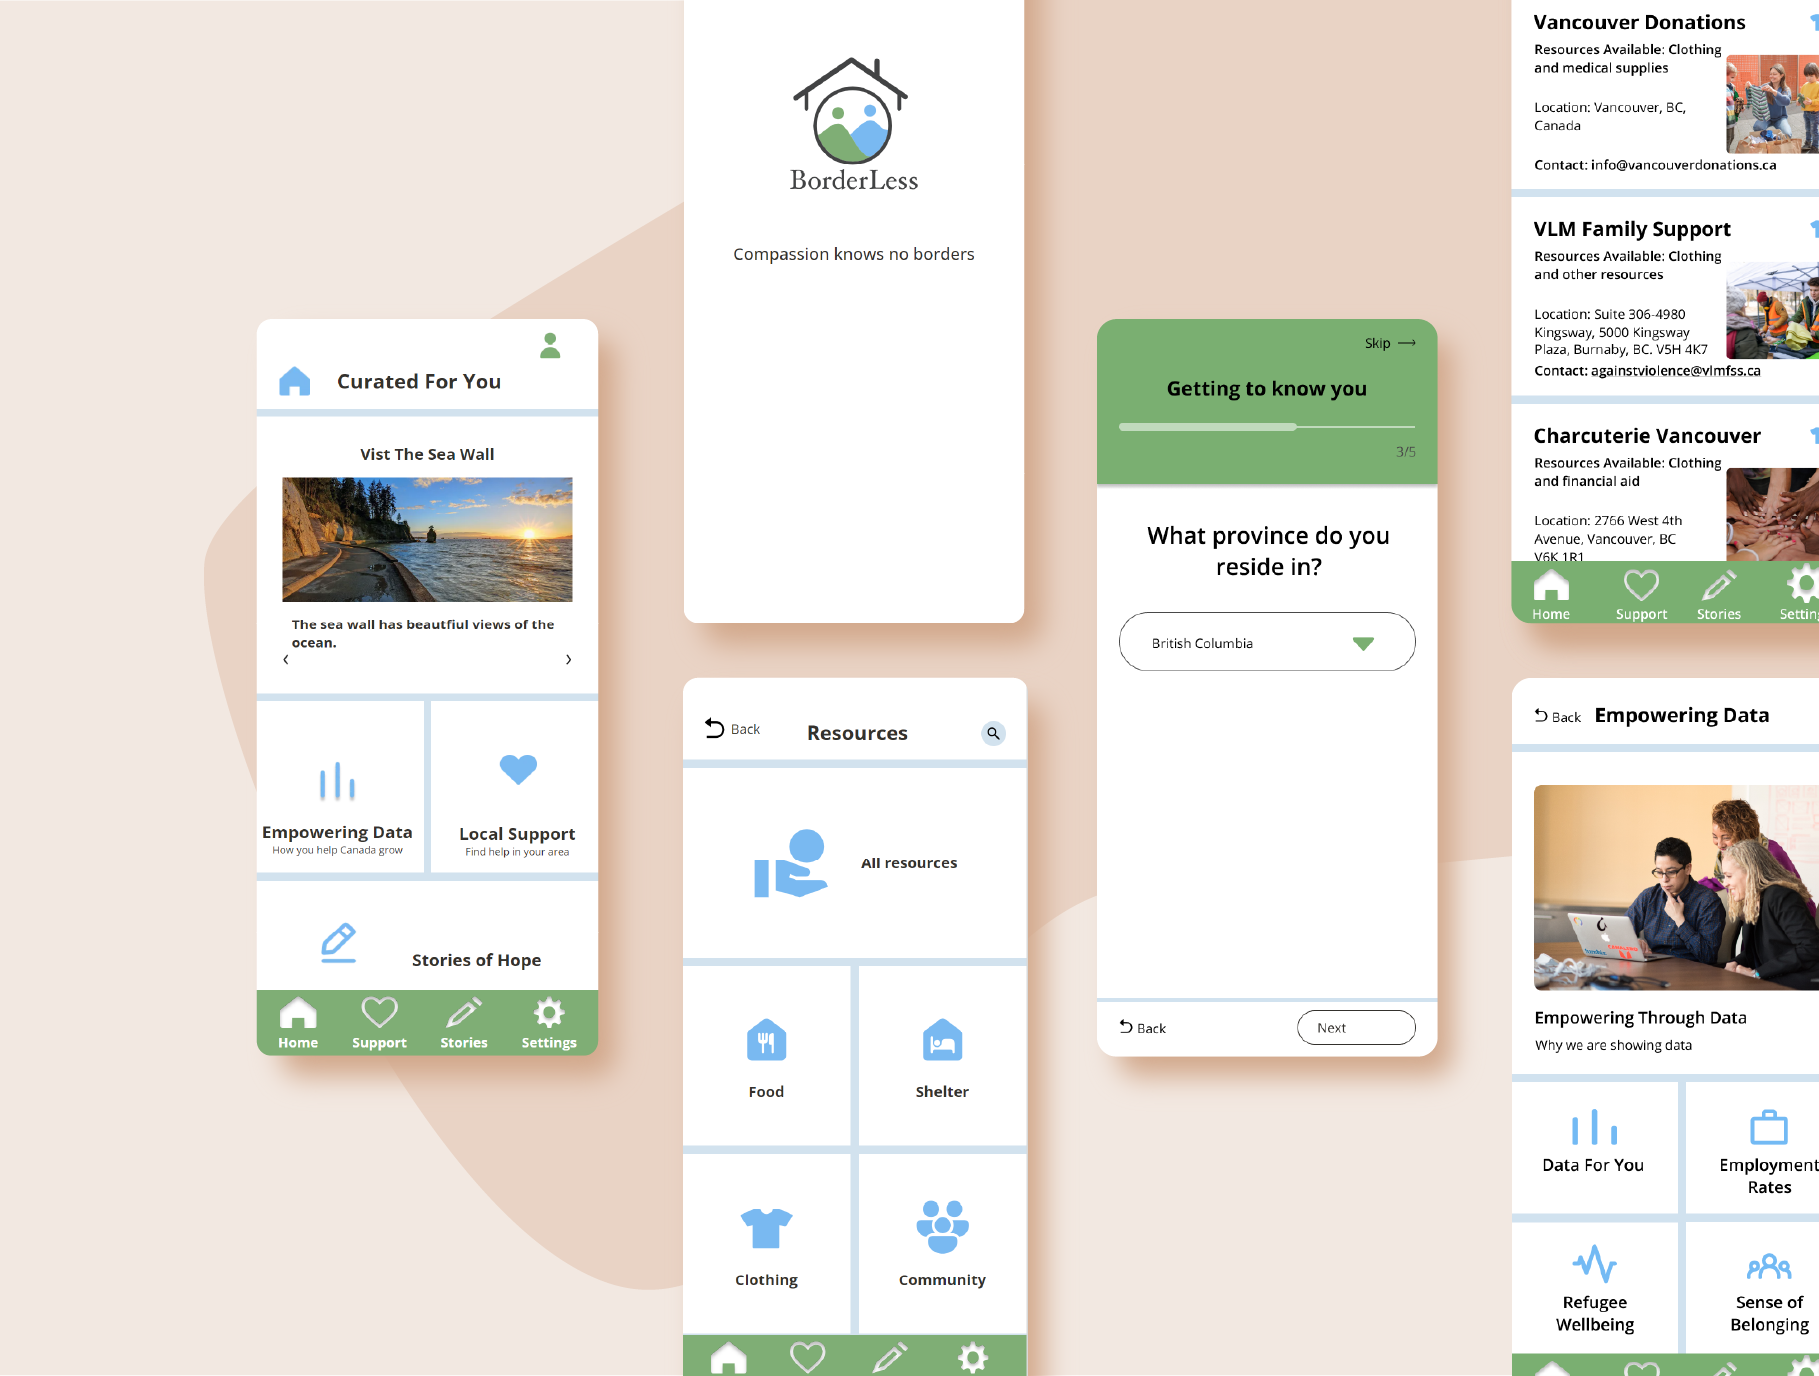 Curated For You
Vist The Sea Wall
The sea wall has beautful views of the
ocean.
Empowering Data
How you help Canada grow
Local Support
Find help in your area
Stories of Hope
Home
Support
Stories
Settings
BorderLess
Compassion knows no borders
Back
Resources
All resources
Food
Shelter
Clothing
Community
Skip
Getting to know you
3/5
What province do you
reside in?
British Columbia
Back
Next
Vancouver Donations
Resources Available: Clothing
and medical supplies
Location: Vancouver, BC,
Canada
Contact: info@vancouverdonations.ca
VLM Family Support
Resources Available: Clothing
and other resources
Location: Suite 306-4980
Kingsway, 5000 Kingsway
Plaza, Burnaby, BC. V5H 4K7
Contact: againstviolence@vlmfss.ca
Charcuterie Vancouver
Resources Available: Clothing
and financial aid
Location: 2766 West 4th
Avenue, Vancouver, BC
V6K 1R1
Home
Support
Stories
Settin
Back
Empowering Data
Empowering Through Data
Why we are showing data
Data For You
Employment
Rates
Refugee
Wellbeing
Sense of
Belonging